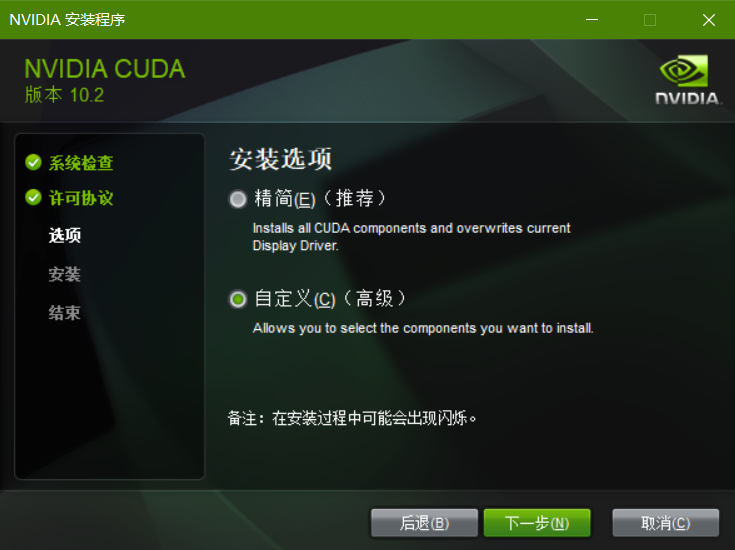 NVIDIA 安装程序
NVIDIA CUDA
版本 10.2
NVIDIA.
系统检查
许可协议
选项
安装
结束
安装选项
精简(E)（推荐）
Installs all CUDA components and overwrites current
Display Driver.
自定义(C)（高级）
Allows you to select the components you want to install.
备注：在安装过程中可能会出现闪烁。
后退(B)
下一步(N)
取消(C)